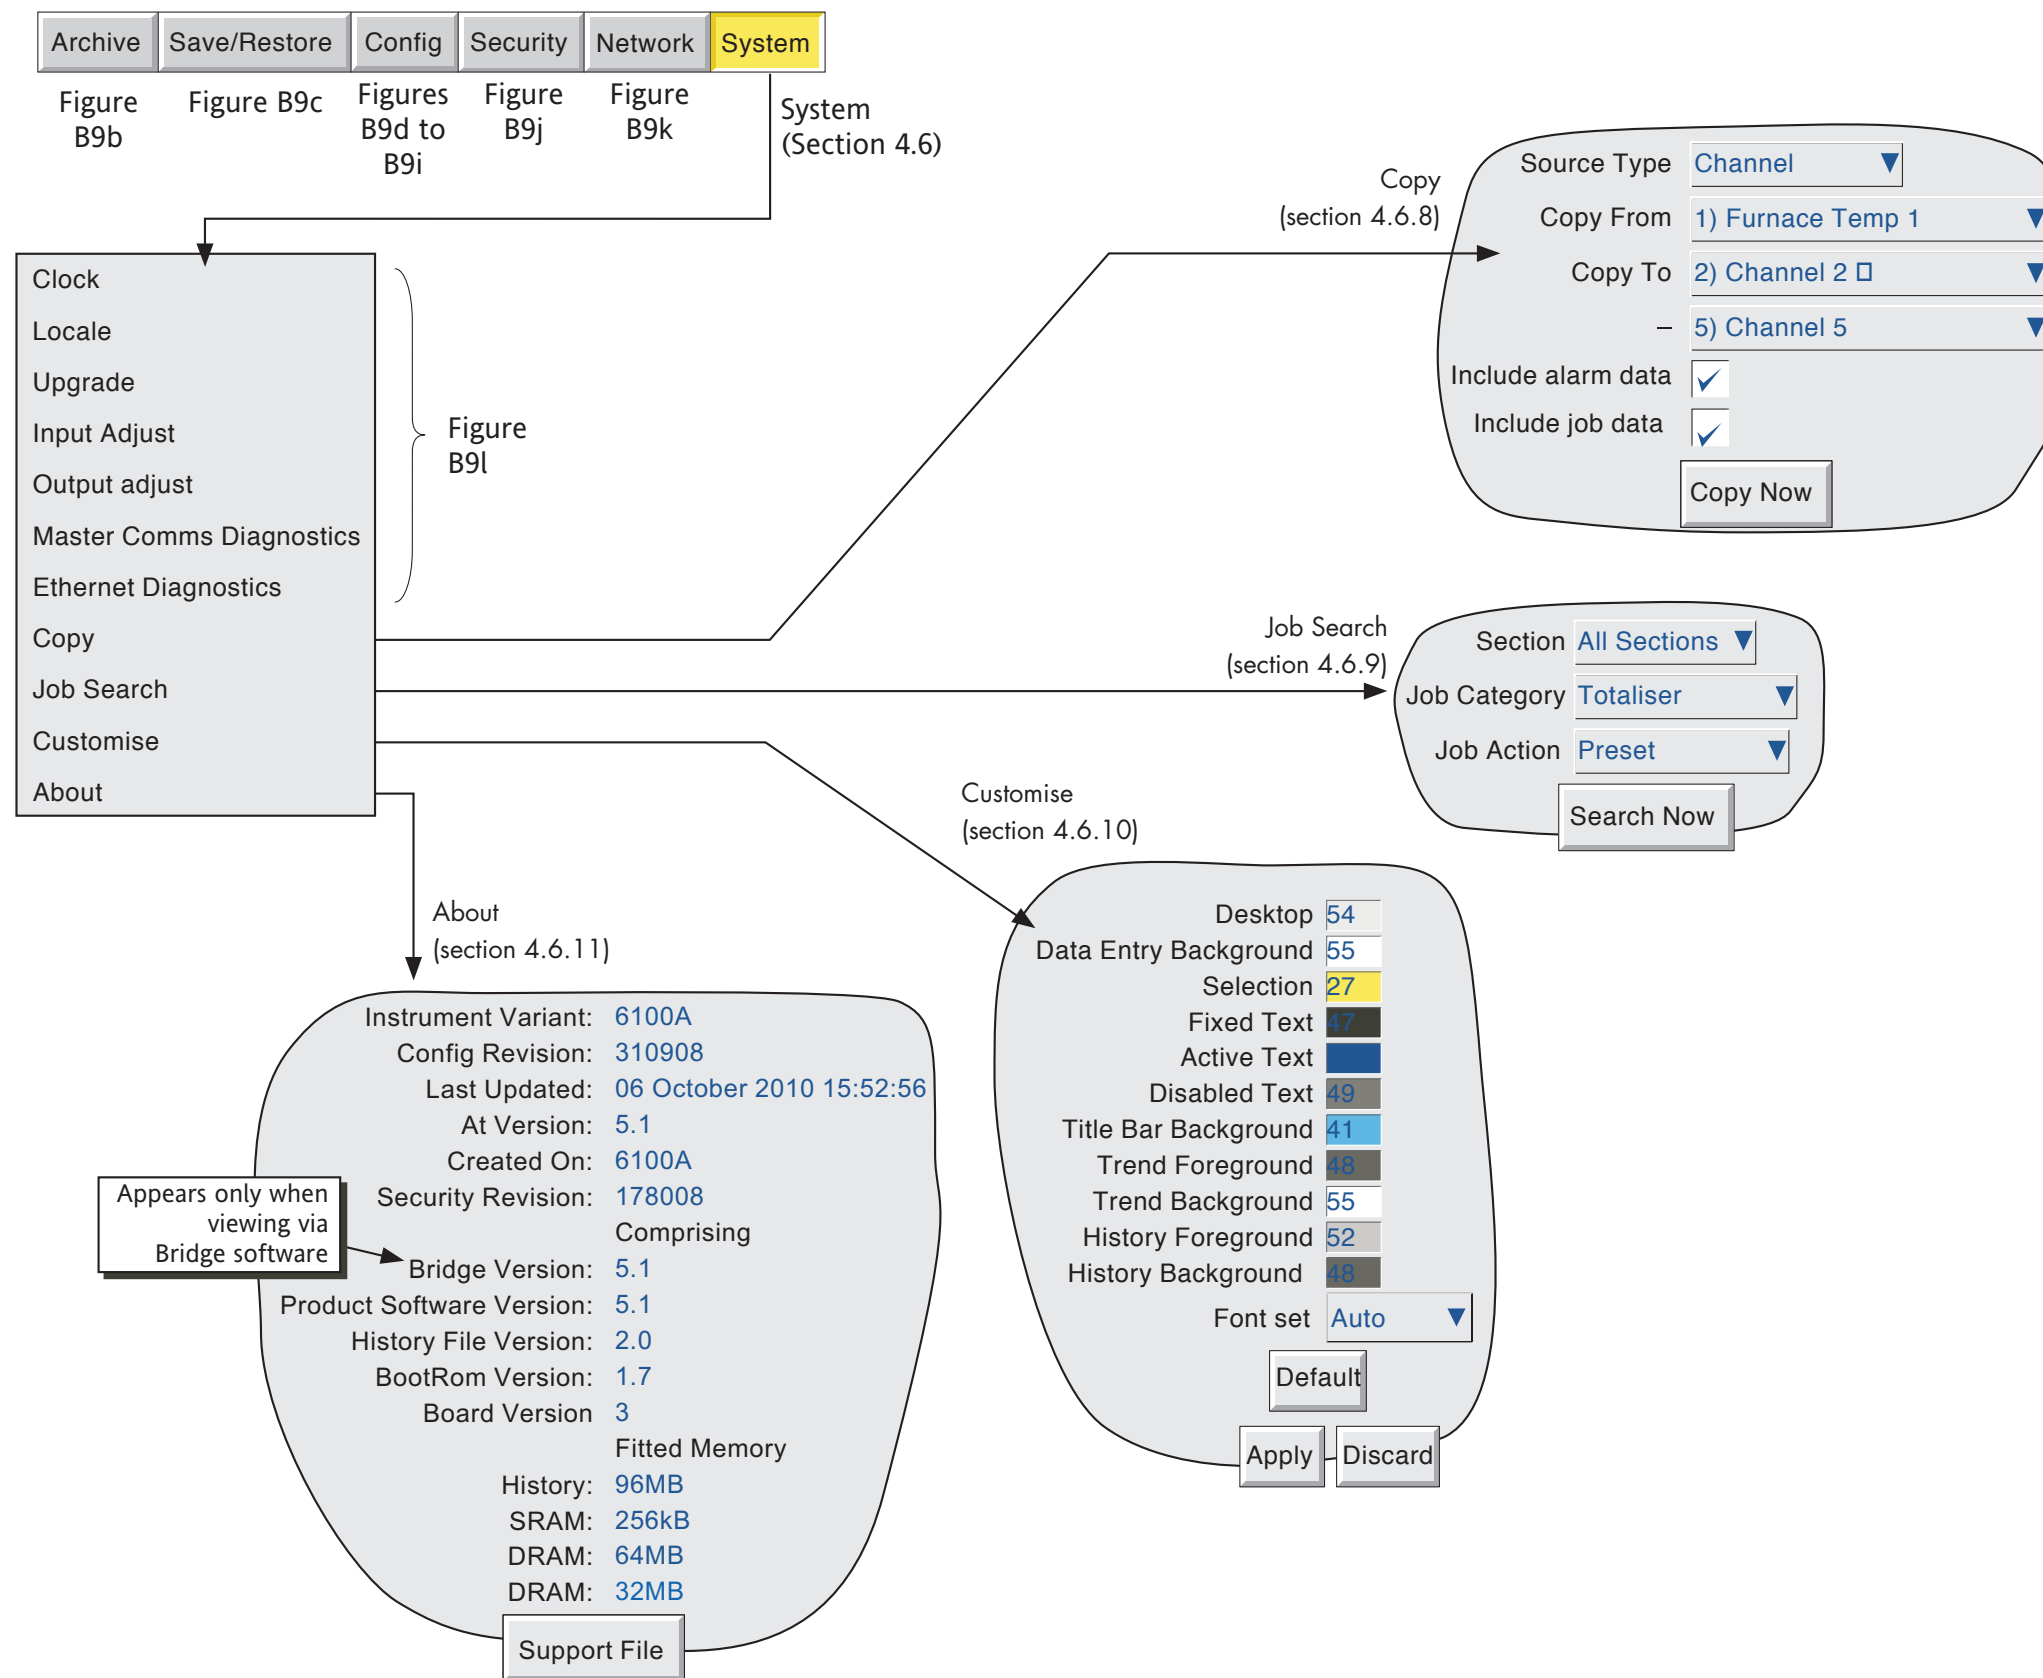 Archive
Save/Restore
Config
Security
Network
System
Figure
B9b
Figure B9c
Figures
B9d to
B9i
Figure
B9j
Figure
B9k
System
(Section 4.6)
Clock
Locale
Upgrade
Input Adjust
Output adjust
Master Comms Diagnostics
Ethernet Diagnostics
Copy
Job Search
Customise
About
Figure
B9l
Copy
(section 4.6.8)
Source Type Channel
Copy From 1) Furnace Temp 1
Copy To 2) Channel 2
– 5) Channel 5
Include alarm data
Include job data
Copy Now
Job Search
(section 4.6.9)
Section All Sections
Job Category Totaliser
Job Action Preset
Search Now
Customise
(section 4.6.10)
Desktop 54
Data Entry Background 55
Selection 27
Fixed Text 47
Active Text
Disabled Text 49
Title Bar Background 41
Trend Foreground 48
Trend Background 55
History Foreground 52
History Background 48
Font set Auto
Default
Apply
Discard
About
(section 4.6.11)
Instrument Variant: 6100A
Config Revision: 310908
Last Updated: 06 October 2010 15:52:56
At Version: 5.1
Created On: 6100A
Security Revision: 178008
Comprising
Bridge Version: 5.1
Product Software Version: 5.1
History File Version: 2.0
BootRom Version: 1.7
Board Version 3
Fitted Memory
History: 96MB
SRAM: 256kB
DRAM: 64MB
DRAM: 32MB
Support File
Appears only when
viewing via
Bridge software